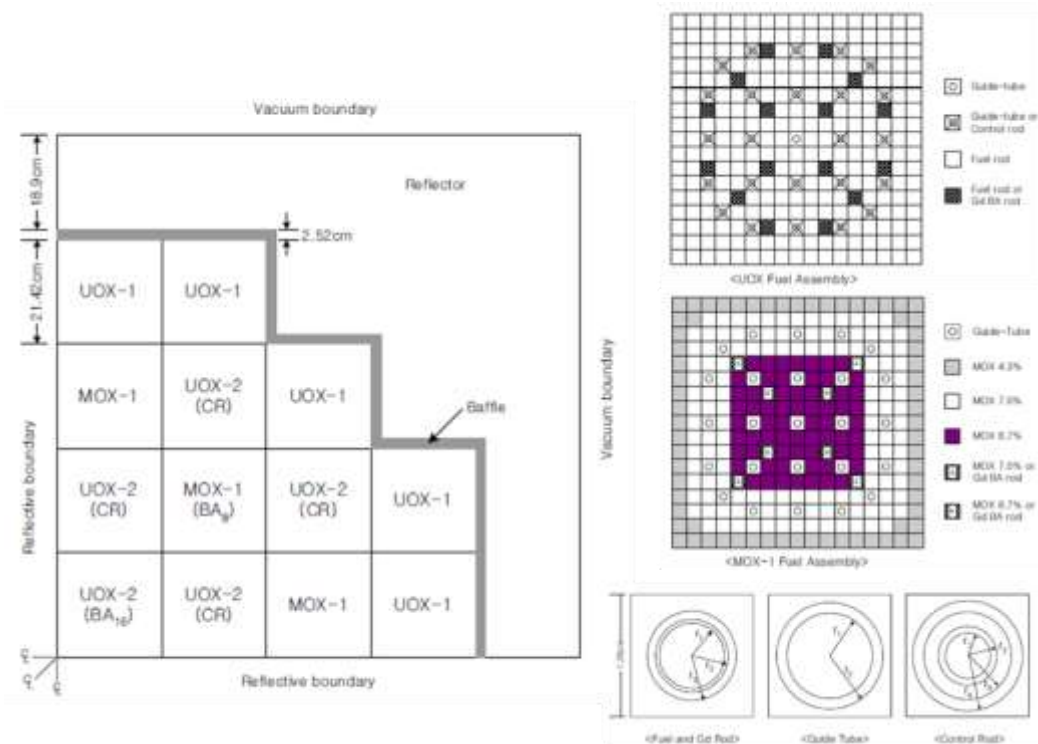 Vacuum boundary
18.9cm
Reflector
2.52cm
21.42cm
UOX-1
UOX-1
MOX-1
UOX-2
(CR)
UOX-1
Baffle
UOX-2
(CR)
MOX-1
(BA8)
UOX-2
(CR)
UOX-1
UOX-2
(BA16)
UOX-2
(CR)
MOX-1
UOX-1
Reflective boundary
Reflective boundary
Vacuum boundary
Guide-tube
Guide-tube or
Control rod
Fuel rod
Fuel rod or
Gd BA rod
<UOX Fuel Assembly>
Guide-Tube
MOX 4.3%
MOX 7.0%
MOX 8.7%
MOX 7.0% or
Gd BA rod
MOX 8.7% or
Gd BA rod
<MOX-1 Fuel Assembly>
<Fuel and Gd Rod>
<Guide Tube>
<Control Rod>